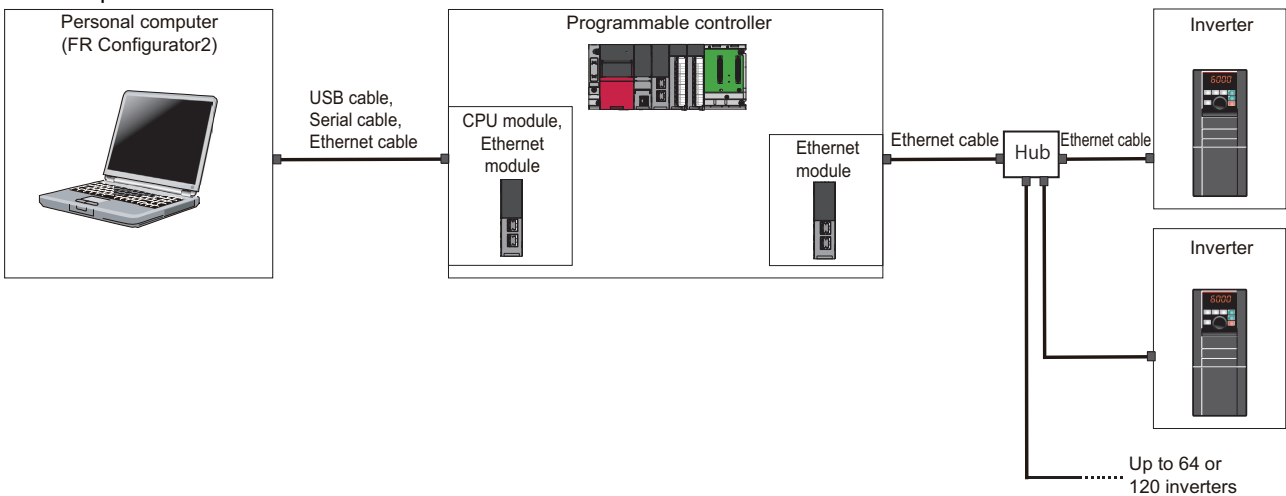 Personal computer
(FR Configurator2)
USB cable,
Serial cable,
Ethernet cable
Programmable controller
CPU module,
Ethernet
module
Ethernet
module
Ethernet cable
Hub
Ethernet cable
Inverter
6000
Inverter
6000
Up to 64 or
120 inverters